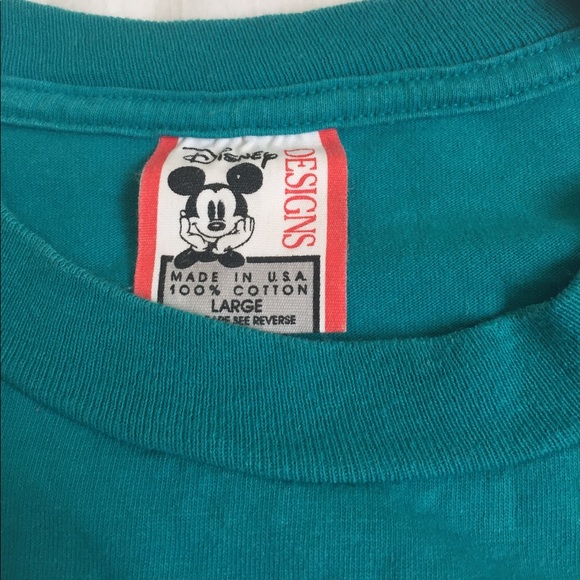 Disney
DESIGNS
MADE IN U.S.A.
100% COTTON
LARGE
SEE REVERSE